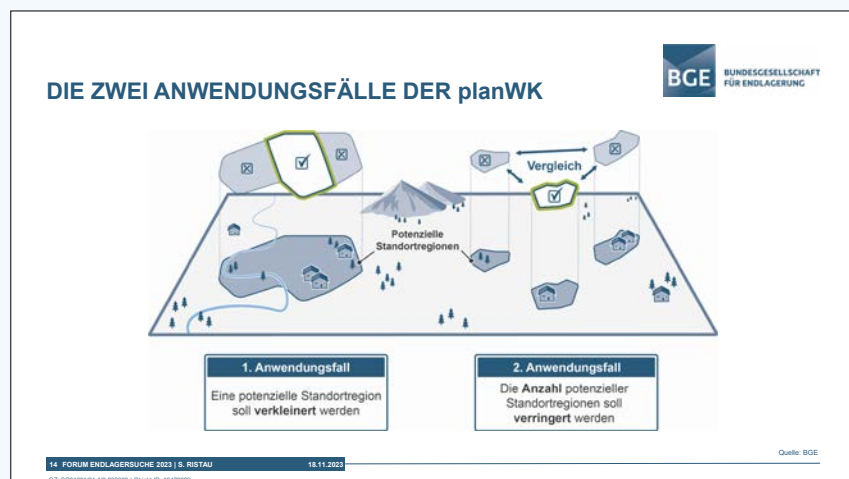 DIE ZWEI ANWENDUNGSFÄLLE DER planWK
BGE
BUNDESGESELLSCHAFT
FÜR ENDLAGERUNG
Vergleich
Potenzielle
Standortregionen
1. Anwendungsfall
Eine potenzielle Standortregion
soll verkleinert werden
2. Anwendungsfall
Die Anzahl potenzieller
Standortregionen soll
verringert werden
Quelle: BGE
14 FORUM ENDLAGERSUCHE 2023 | S. RISTAU 18.11.2023